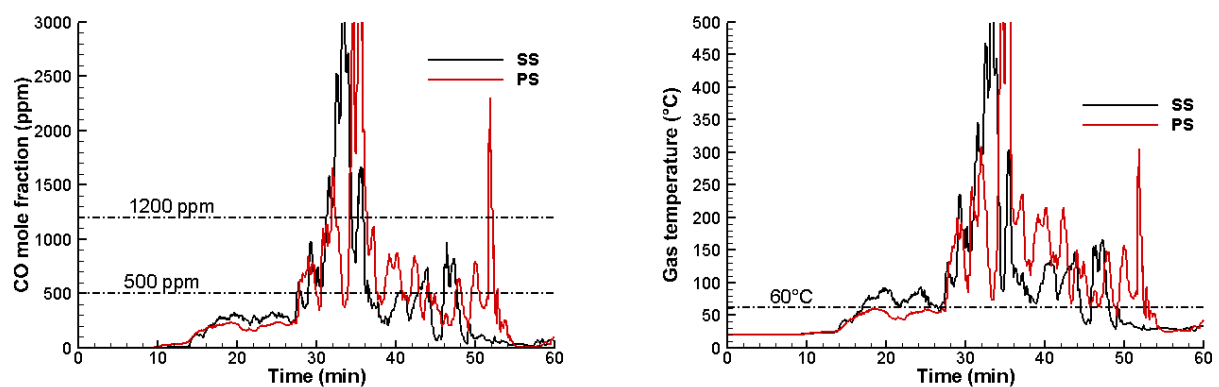 CO mole fraction (ppm)
3000
2500
2000
1500
1000
500
0
1200 ppm
500 ppm
SS
PS
0 10 20 30 40 50 60
Time (min)
Gas temperature (°C)
500
450
400
350
300
250
200
150
100
50
0
60°C
SS
PS
0 10 20 30 40 50 60
Time (min)